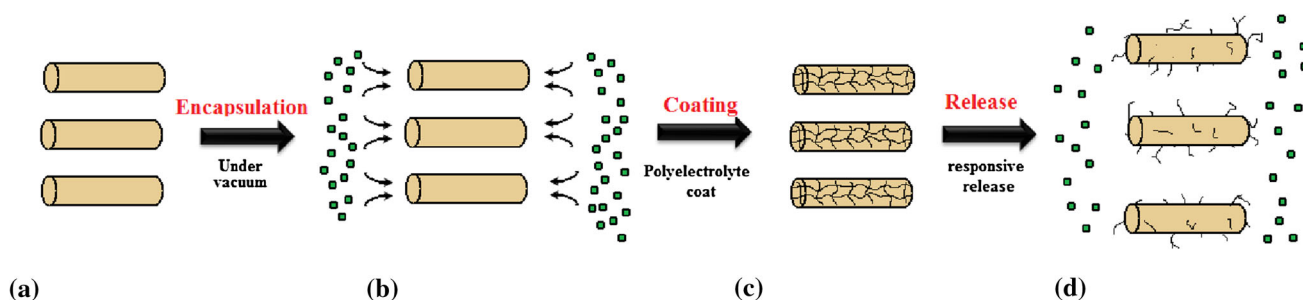 Encapsulation
Under
vacuum
Coating
Polyelectrolyte
coat
Release
responsive
release
(a)
(b)
(c)
(d)